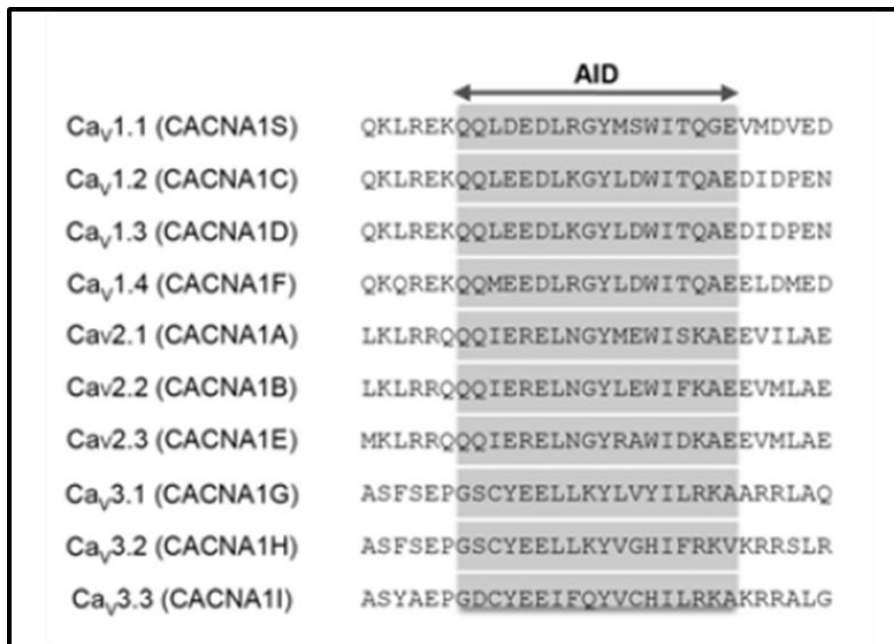 AID
Caᵥ1.1 (CACNA1S) QKLREKQQLDEDLRGYMSWITQGEVMDVED
Caᵥ1.2 (CACNA1C) QKLREKQQLEEDLKGYLDWITQAEDIDPEN
Caᵥ1.3 (CACNA1D) QKLREKQQLEEDLKGYLDWITQAEDIDPEN
Caᵥ1.4 (CACNA1F) QKQREKQQMEEDLRGYLDWITQAEELDMED
Cav2.1 (CACNA1A) LKLRRQQQIERELNGYMEWISKAEEVILAE
Cav2.2 (CACNA1B) LKLRRQQQIERELNGYLEWIFKAEEVMLAE
Cav2.3 (CACNA1E) MKLRRQQQIERELNGYRAWIDKAEEVMLAE
Caᵥ3.1 (CACNA1G) ASFSEPGSCYEELLKYLVYILRKAARRLAQ
Caᵥ3.2 (CACNA1H) ASFSEPGSCYEELLKYVGHIFRKVKRRSLR
Caᵥ3.3 (CACNA1I) ASYAEPGDCYEEIFQYVCHILRKAKRRALG